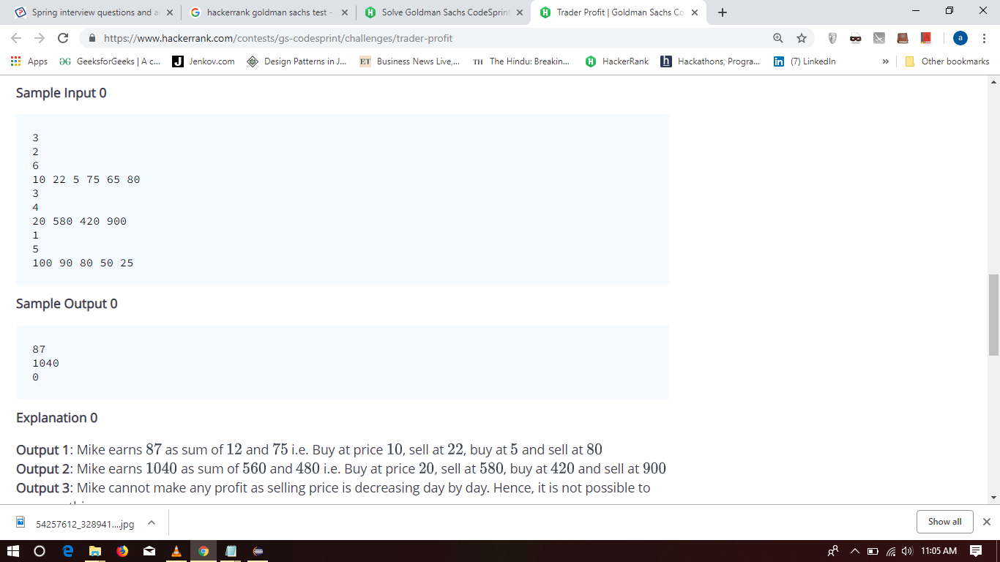 Spring interview questions and a
hackerrank goldman sachs test -
Solve Goldman Sachs CodeSprin
Trader Profit | Goldman Sachs Co
https://www.hackerrank.com/contests/gs-codesprint/challenges/trader-profit
a
Apps
GeeksforGeeks | A c...
Jenkov.com
Design Patterns in J...
ET Business News Live,...
TH The Hindu: Breakin...
HackerRank
Hackathons, Progra...
(7) LinkedIn
»
Other bookmarks
Sample Input 0
3
2
6
10 22 5 75 65 80
3
4
20 580 420 900
1
5
100 90 80 50 25
Sample Output 0
87
1040
0
Explanation 0
Output 1: Mike earns 87 as sum of 12 and 75 i.e. Buy at price 10, sell at 22, buy at 5 and sell at 80
Output 2: Mike earns 1040 as sum of 560 and 480 i.e. Buy at price 20, sell at 580, buy at 420 and sell at 900
Output 3: Mike cannot make any profit as selling price is decreasing day by day. Hence, it is not possible to
54257612_328941....jpg
Show all
11:05 AM